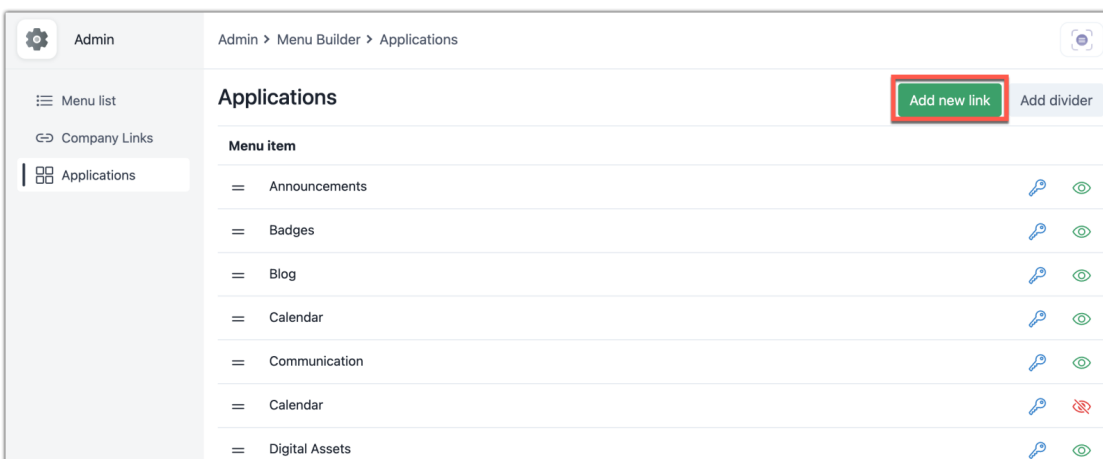 Admin
Admin > Menu Builder > Applications
Menu list
Company Links
Applications
Applications
Add new link
Add divider
Menu item
Announcements
Badges
Blog
Calendar
Communication
Calendar
Digital Assets